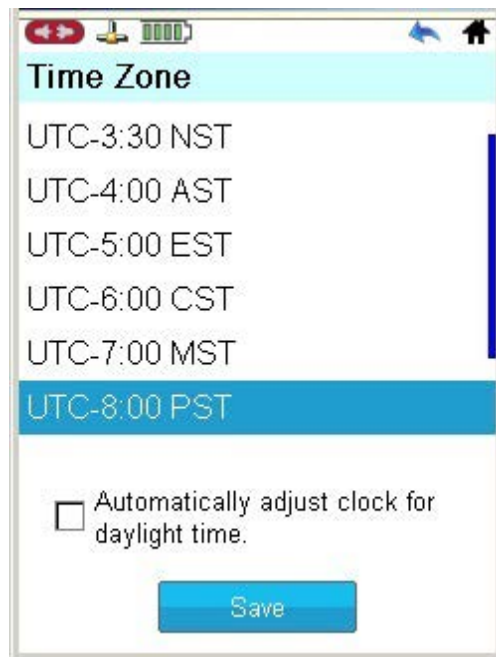 Time Zone
UTC-3:30 NST
UTC-4:00 AST
UTC-5:00 EST
UTC-6:00 CST
UTC-7:00 MST
UTC-8:00 PST
Automatically adjust clock for
daylight time.
Save